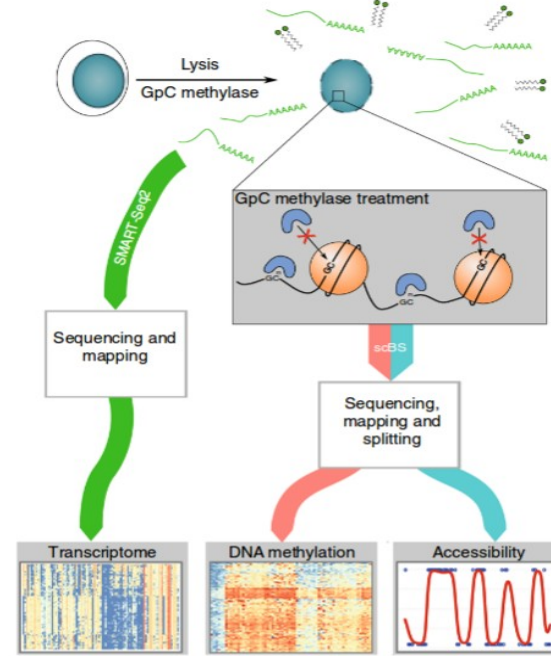 Lysis
GpC methylase
GpC methylase treatment
GC
GC
GC
GC
SMART-Seq2
scBS
Sequencing and
mapping
Sequencing,
mapping and
splitting
Transcriptome
DNA methylation
Accessibility